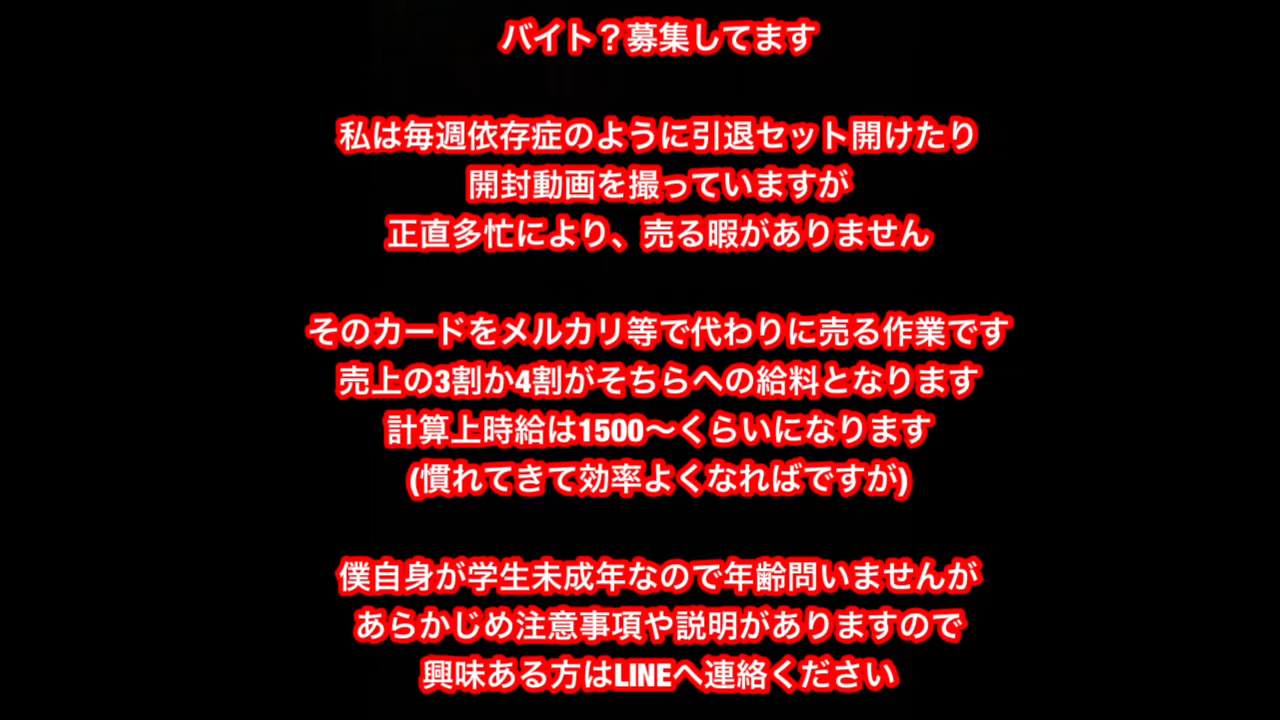 バイト？募集してます
私は毎週依存症のように引退セット開けたり
開封動画を撮っていますが
正直多忙により、売る暇がありません
そのカードをメルカリ等で代わりに売る作業です
売上の3割か4割がそちらへの給料となります
計算上時給は1500〜くらいになります
(慣れてきて効率よくなればですが)
僕自身が学生未成年なので年齢問いませんが
あらかじめ注意事項や説明がありますので
興味ある方はLINEへ連絡ください